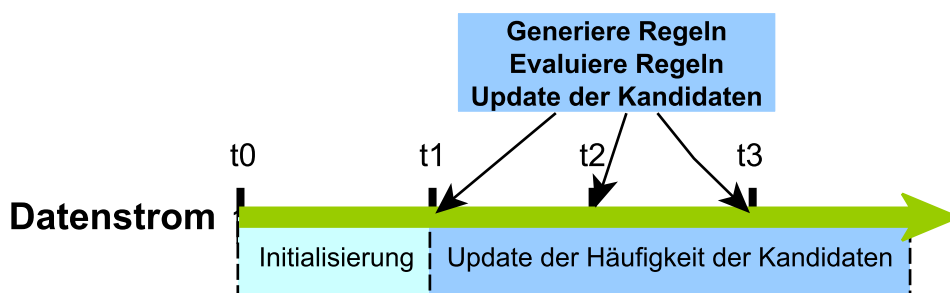 Generiere Regeln
Evaluiere Regeln
Update der Kandidaten
t0 t1 t2 t3
Datenstrom
Initialisierung Update der Häufigkeit der Kandidaten